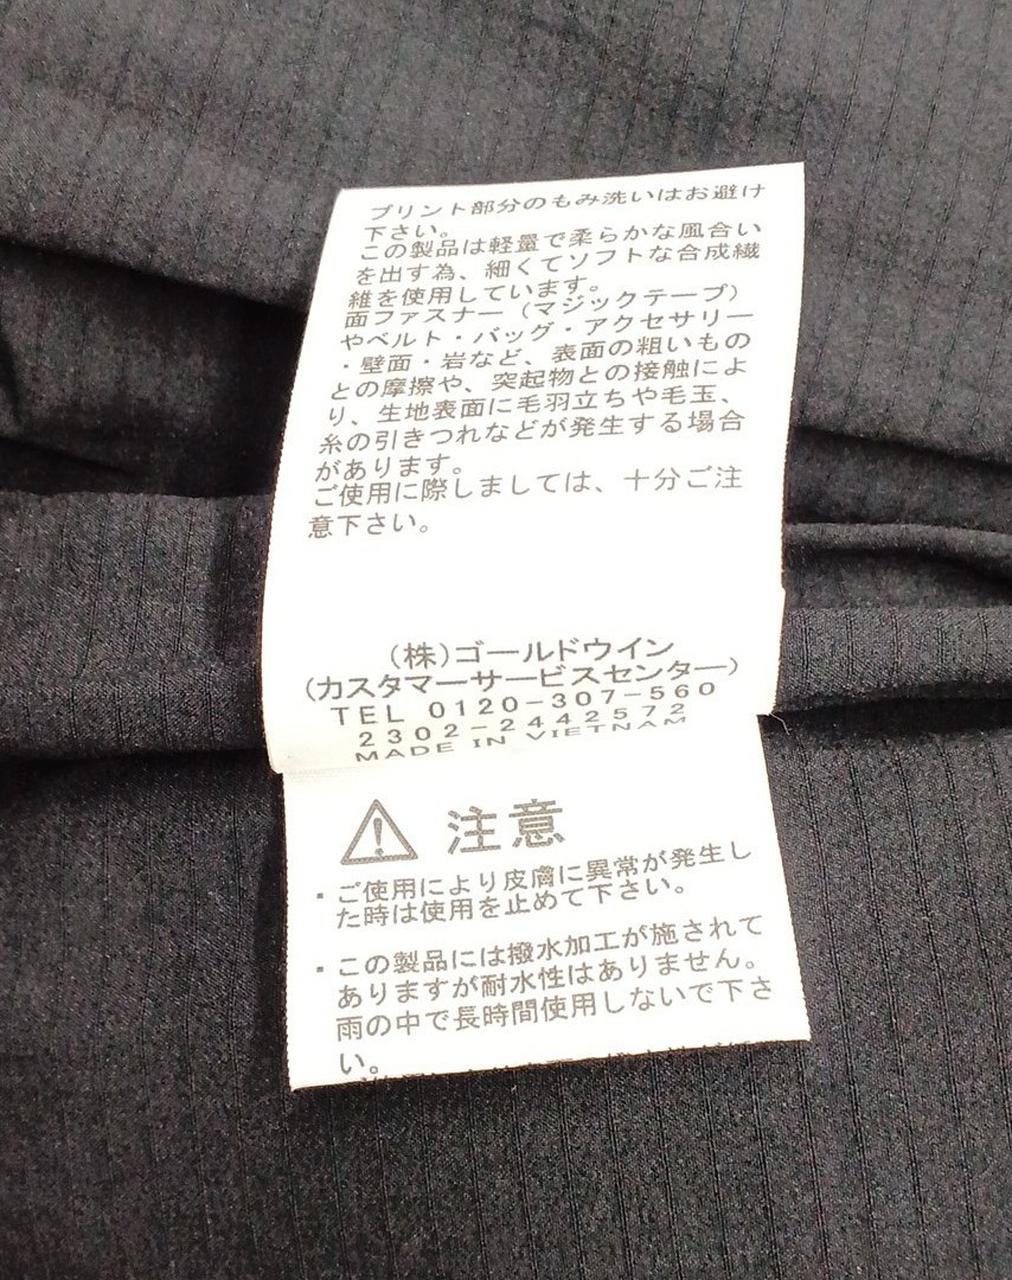 プリント部分のもみ洗いはお避け
下さい。
この製品は軽量で柔らかな風合い
を出す為、細くてソフトな合成繊
維を使用しています。
面ファスナー（マジックテープ）
やベルト・バッグ・アクセサリー
・壁面・岩など、表面の粗いもの
との摩擦や、突起物との接触によ
り、生地表面に毛羽立ちや毛玉、
糸の引きつれなどが発生する場合
があります。
ご使用に際しましては、十分ご注
意下さい。
（株）ゴールドウイン
（カスタマーサービスセンター）
TEL 0120-307-560
2302-2442572
MADE IN VIETNAM
注意
・ご使用により皮膚に異常が発生し
た時は使用を止めて下さい。
・この製品には撥水加工が施されて
ありますが耐水性はありません。
雨の中で長時間使用しないで下さ
い。